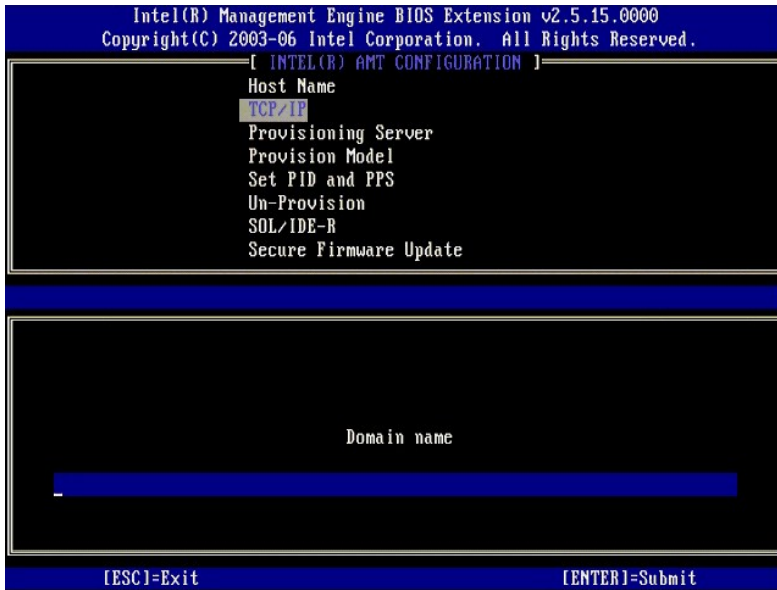 Intel(R) Management Engine BIOS Extension v2.5.15.0000
Copyright(C) 2003-06 Intel Corporation. All Rights Reserved.
[ INTEL(R) AMT CONFIGURATION ]
Host Name
TCP/IP
Provisioning Server
Provision Model
Set PID and PPS
Un-Provision
SOL/IDE-R
Secure Firmware Update
Domain name
[ESC]=Exit [ENTER]=Submit